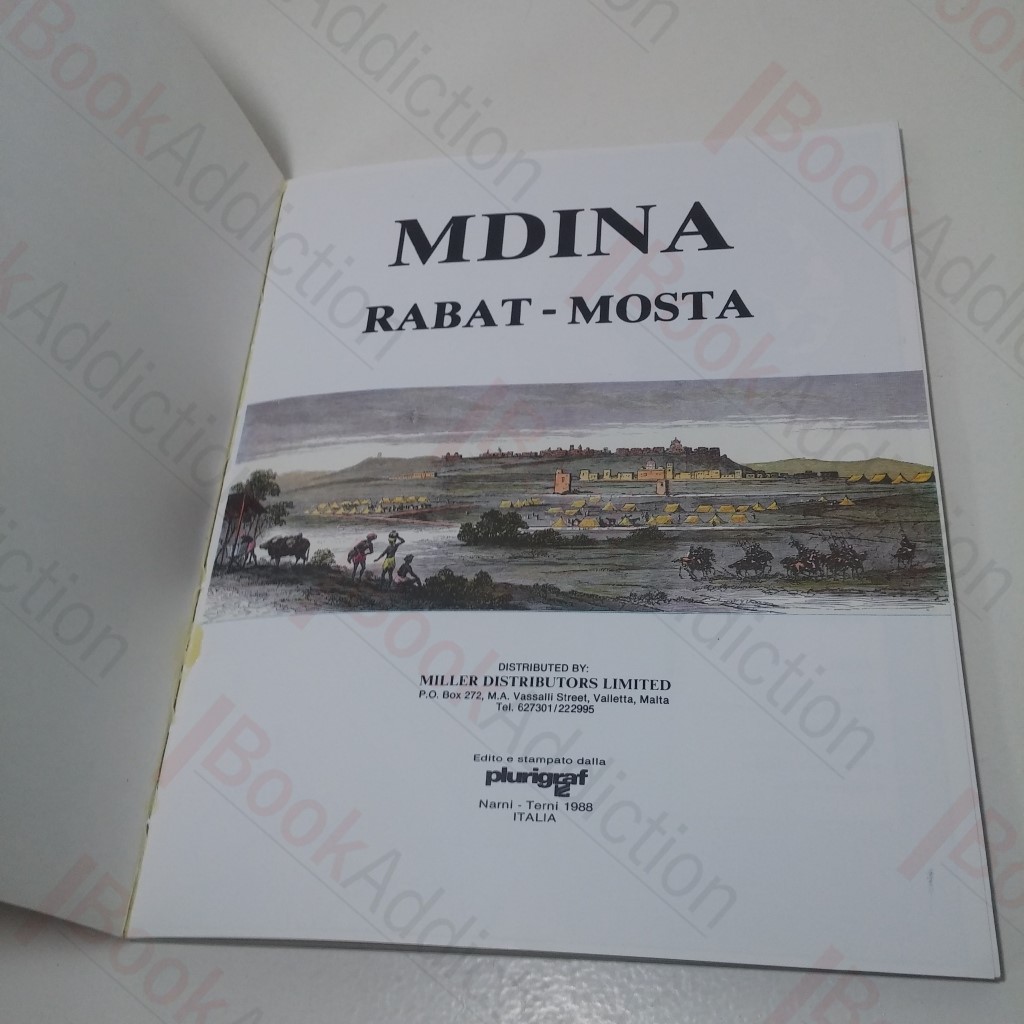 MDINA
RABAT - MOSTA
DISTRIBUTED BY:
MILLER DISTRIBUTORS LIMITED
P.O. Box 272, M.A. Vassalli Street, Valletta, Malta
Tel. 627301/222995
Edito e stampato dalla
plurigraf
Narni - Terni 1988
ITALIA
BookAddiction